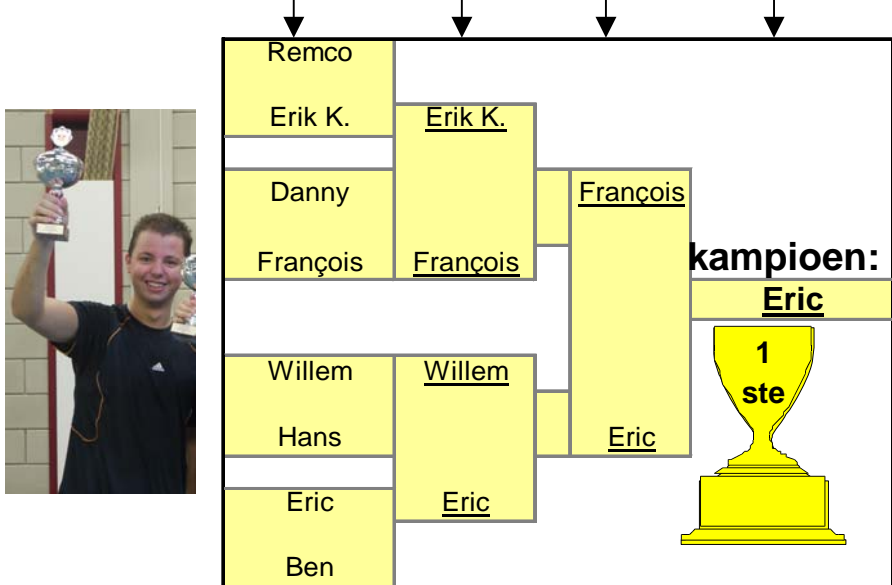 Remco
Erik K.
Erik K.
Danny
François
François
François
kampioen:
Eric
Willem
Willem
Hans
Eric
Eric
Eric
Ben
1
ste